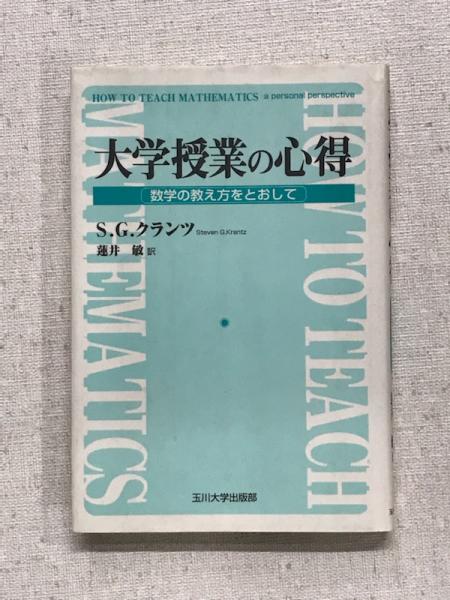 HOW TO TEACH MATHEMATICS a personal perspective
大学授業の心得
数学の教え方をとおして
S.G.クランツ Steven G.Krantz
蓮井 敏 訳
MATHEMATICS
HOW TO TEACH
玉川大学出版部